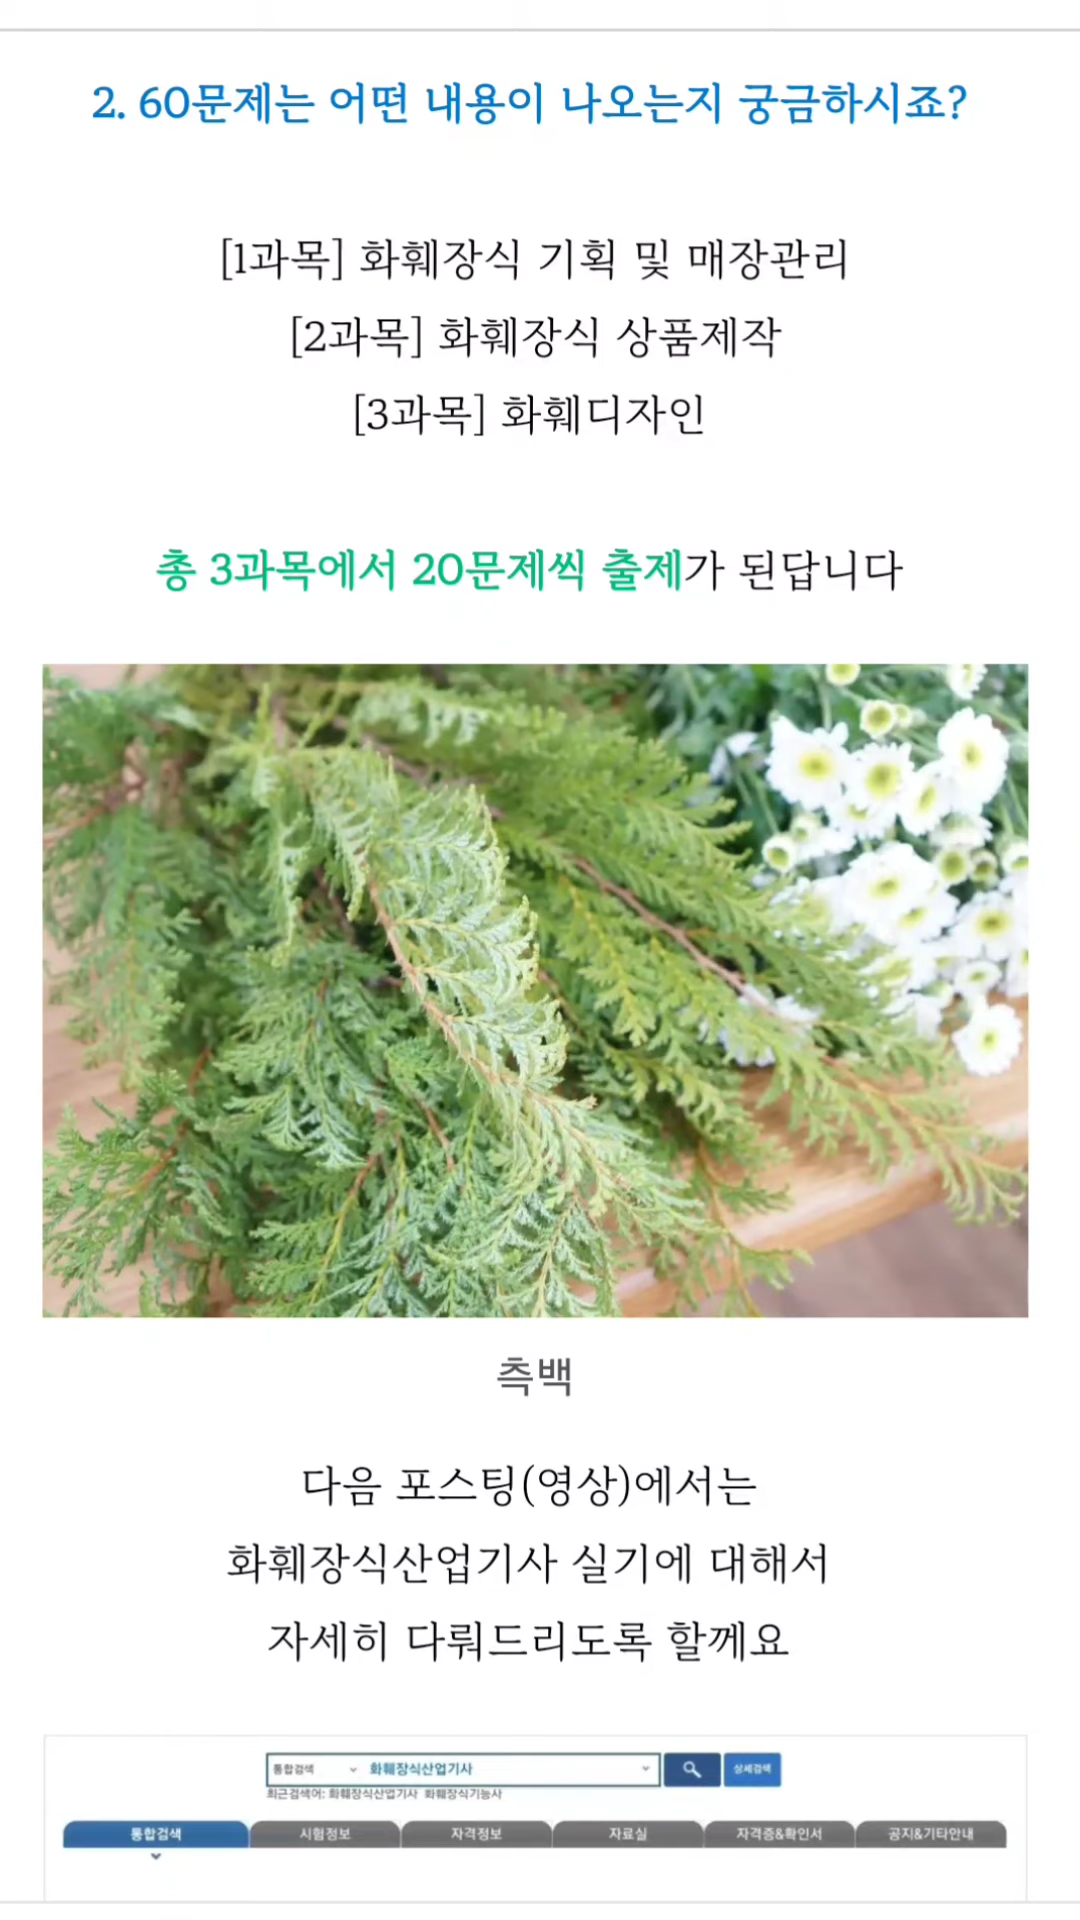 2. 60문제는 어떤 내용이 나오는지 궁금하시죠?
[1과목] 화훼장식 기획 및 매장관리
[2과목] 화훼장식 상품제작
[3과목] 화훼디자인
총 3과목에서 20문제씩 출제가 된답니다
측백
다음 포스팅(영상)에서는
화훼장식산업기사 실기에 대해서
자세히 다뤄드리도록 할께요
통합검색 화훼장식산업기사 상세검색
최근검색어: 화훼장식산업기사 화훼장식기능사
통합검색 시험정보 자격정보 자료실 자격증&확인서 공지&기타안내